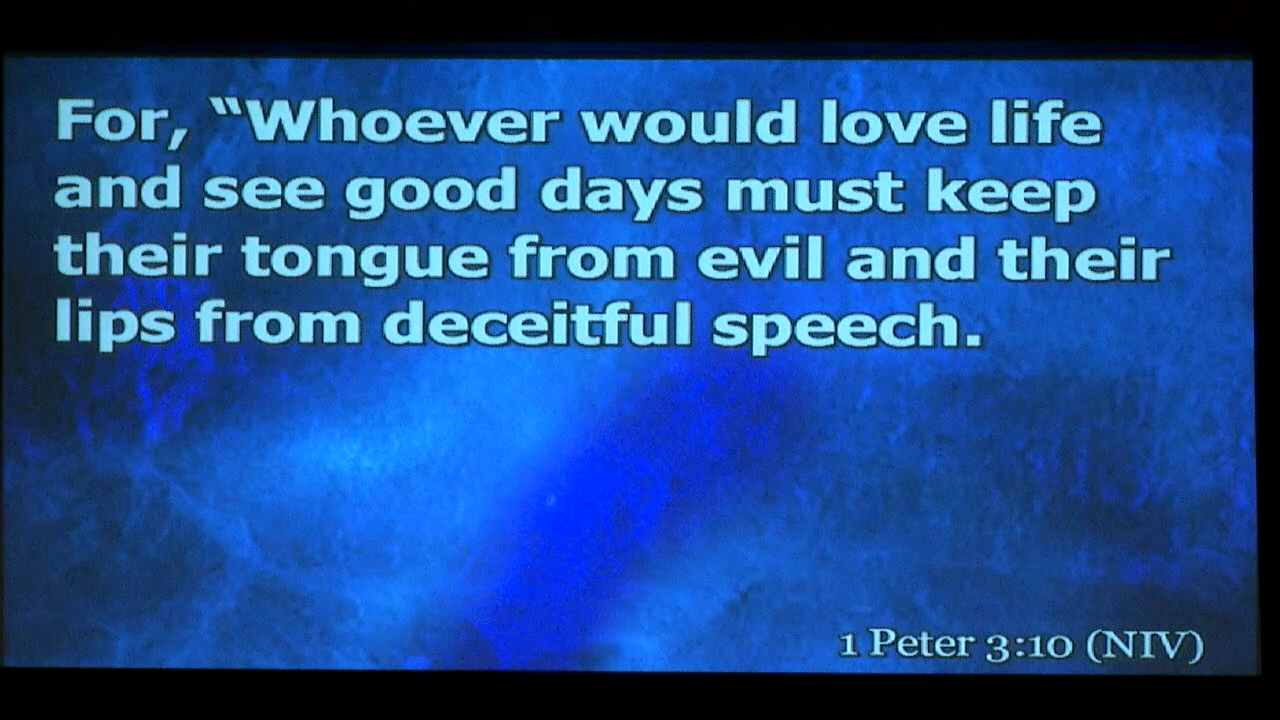 For, “Whoever would love life
and see good days must keep
their tongue from evil and their
lips from deceitful speech.
1 Peter 3:10 (NIV)